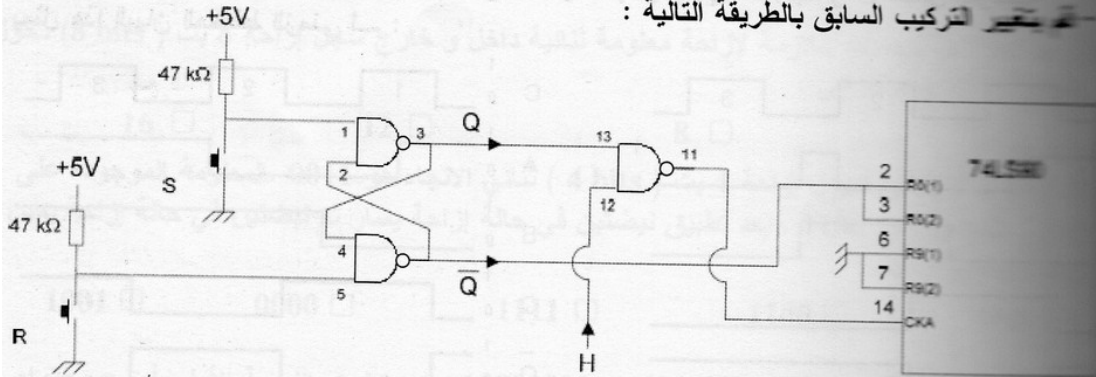 التركيب السابق بالطريقة التالية :
+5V
47 kΩ
1
3
Q
13
11
2
+5V
S
12
2
74LS90
R0(1)
3
R0(2)
47 kΩ
4
6
R9(1)
5
Q̅
7
R9(2)
14
CKA
R
H